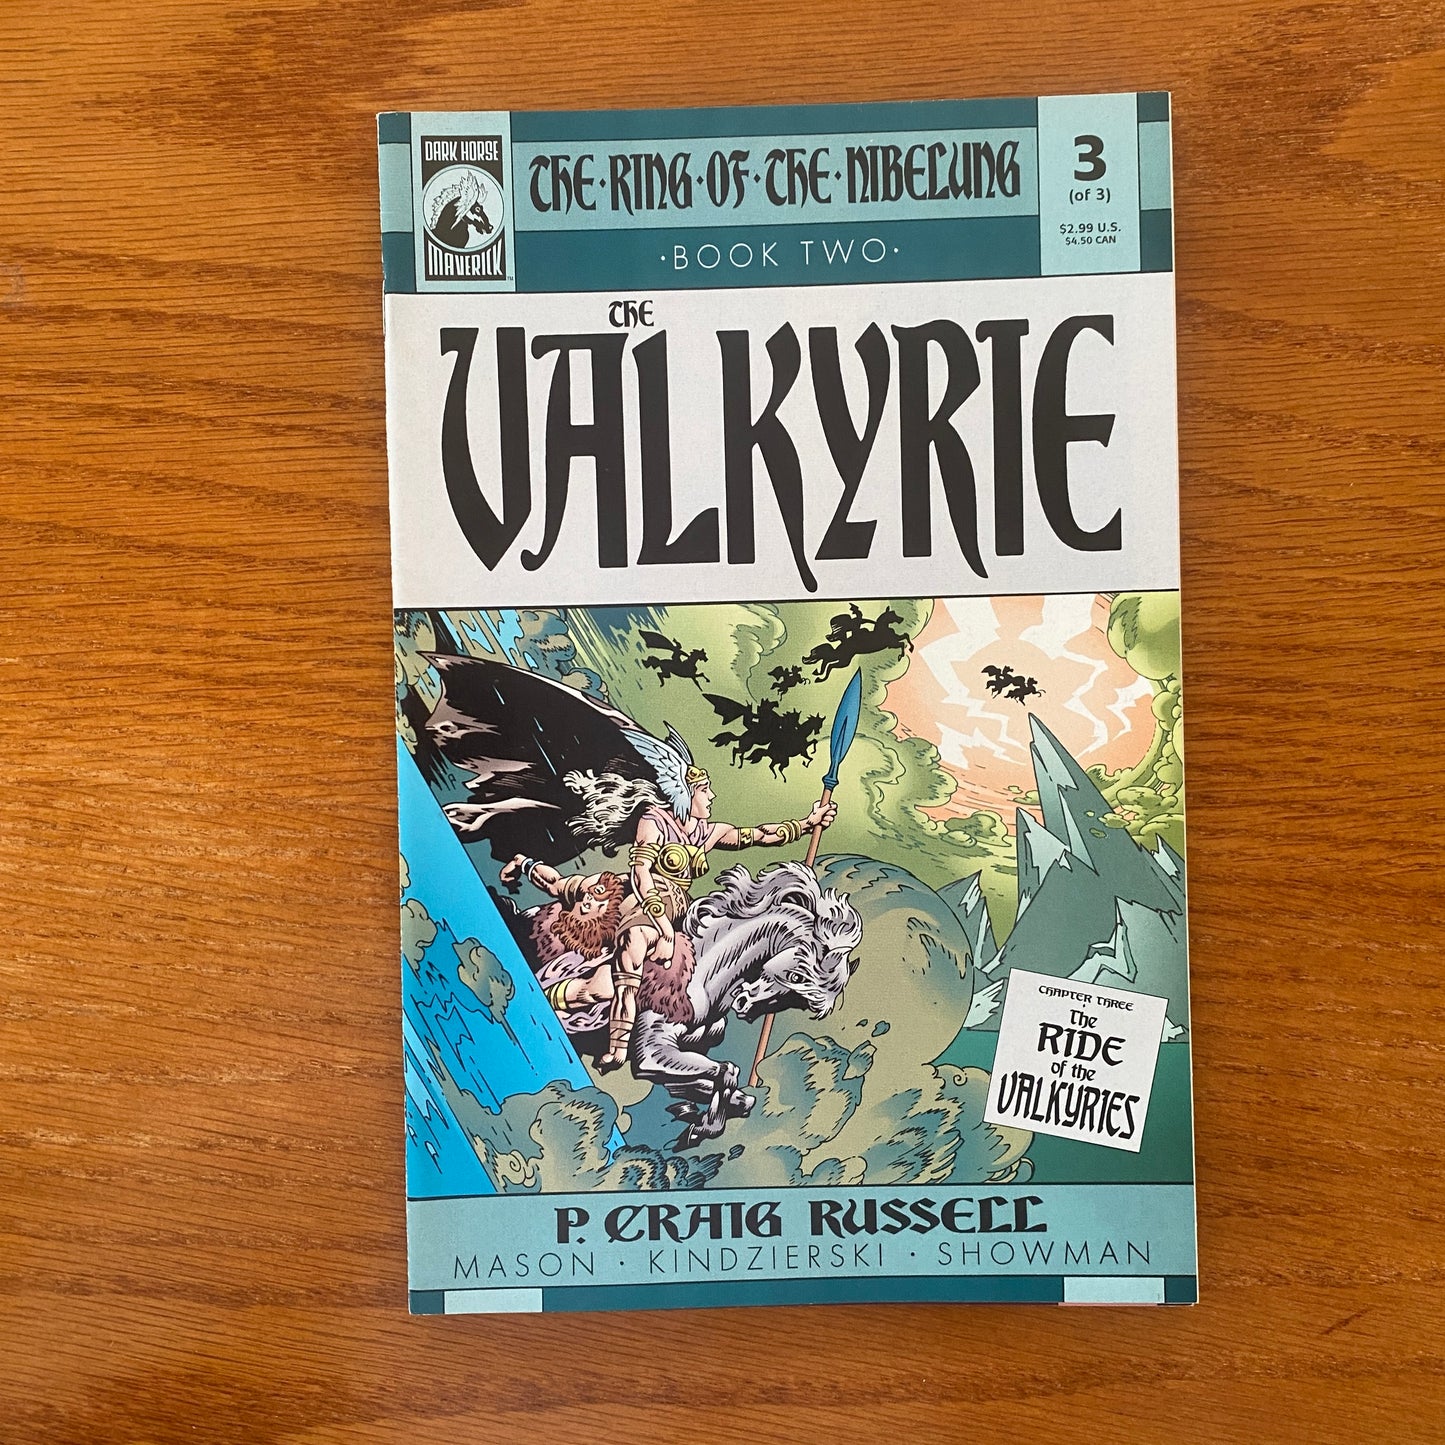 DARK HORSE
MAVERICK™
THE·RING·OF·THE·NIBELUNG
·BOOK TWO·
3
(of 3)
$2.99 U.S.
$4.50 CAN
THE
VALKYRIE
CHAPTER THREE
·
The
RIDE
of the
VALKYRIES
P. CRAIG RUSSELL
MASON · KINDZIERSKI · SHOWMAN